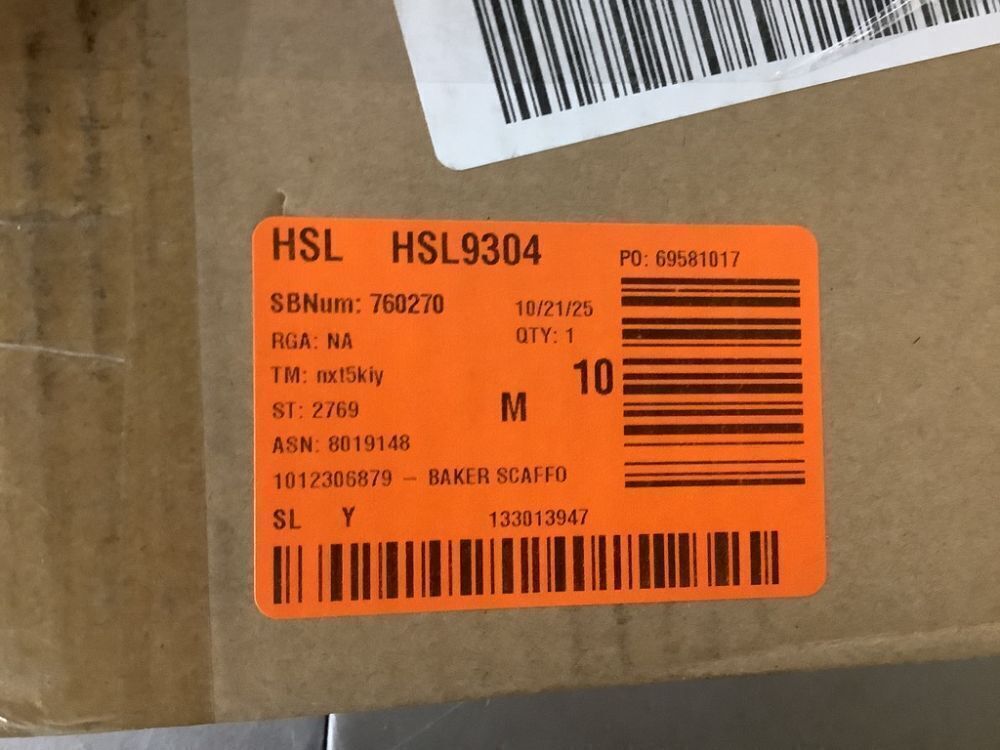 HSL HSL9304
PO: 69581017
SBNum: 760270
10/21/25
RGA: NA
QTY: 1
TM: nxt5kiy
10
ST: 2769
M
ASN: 8019148
1012306879 - BAKER SCAFFO
SL Y
133013947